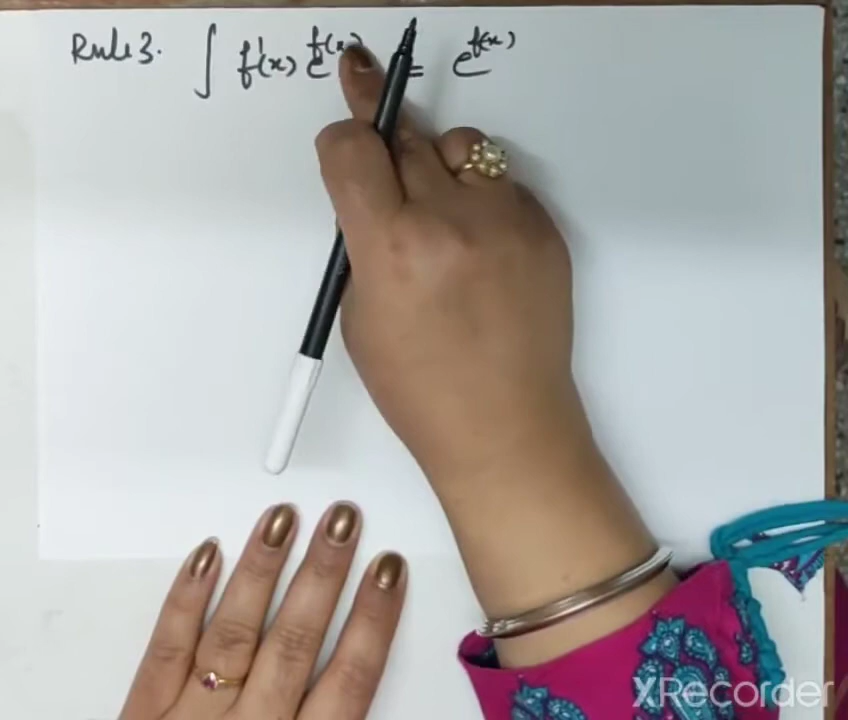 Rule 3. ∫ f'(x) e^f(x) = e^f(x)
XRecorder